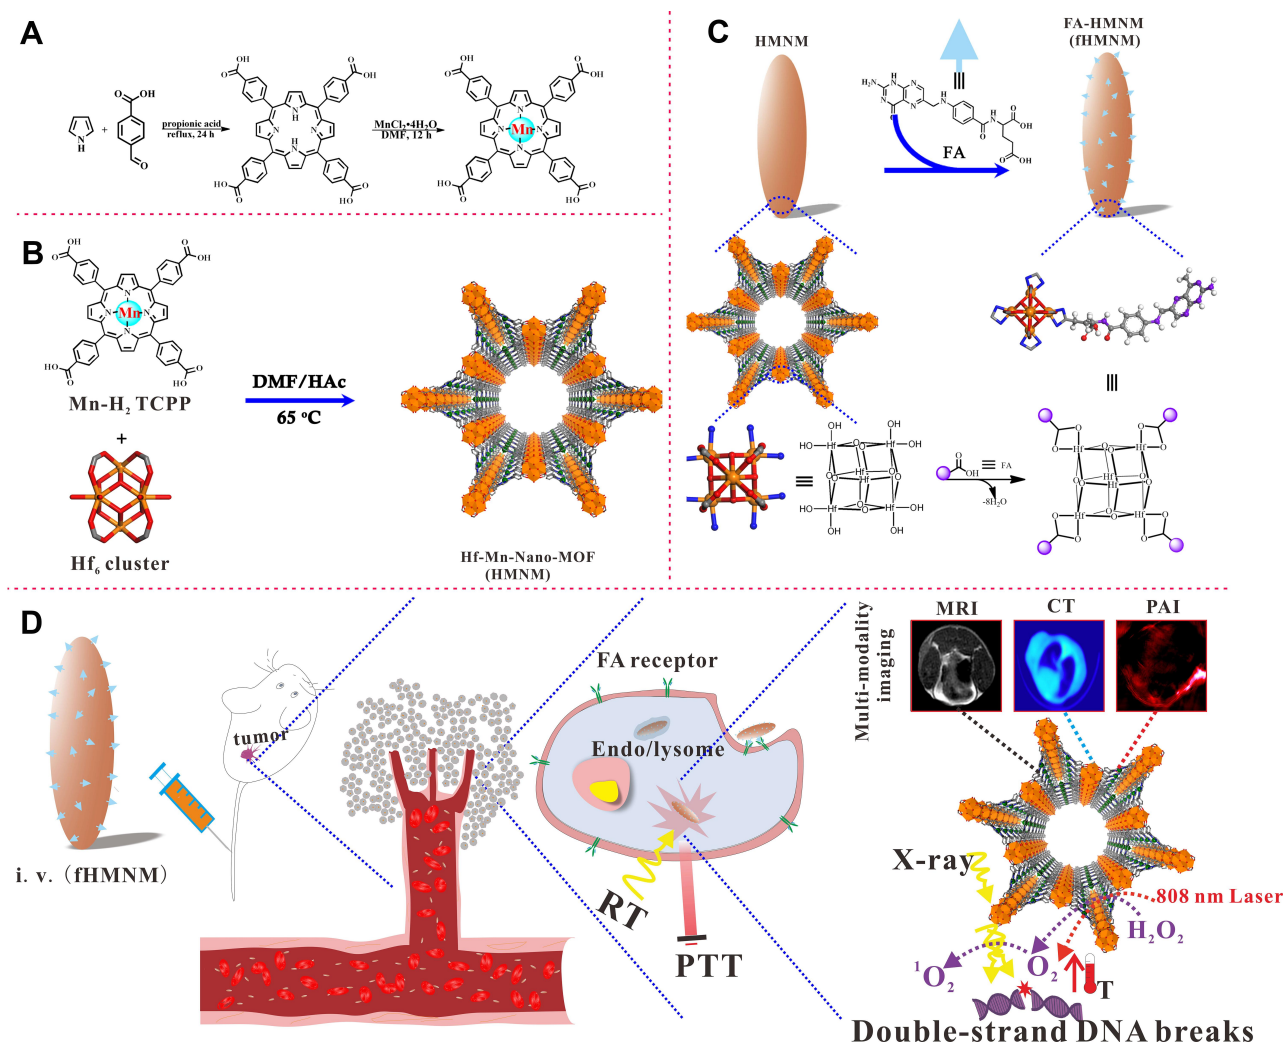 A
propionic acid
reflux, 24 h
MnCl₂•4H₂O
DMF, 12 h
Mn
B
Mn
Mn-H₂ TCPP
+
Hf₆ cluster
DMF/HAc
65 °C
Hf-Mn-Nano-MOF
(HMNM)
C
HMNM
FA
FA-HMNM
(fHMNM)
FA
-8H₂O
D
i. v. (fHMNM)
tumor
FA receptor
Endo/lysome
RT
PTT
Multi-modality
imaging
MRI
CT
PAI
X-ray
808 nm Laser
H₂O₂
O₂
¹O₂
T
Double-strand DNA breaks